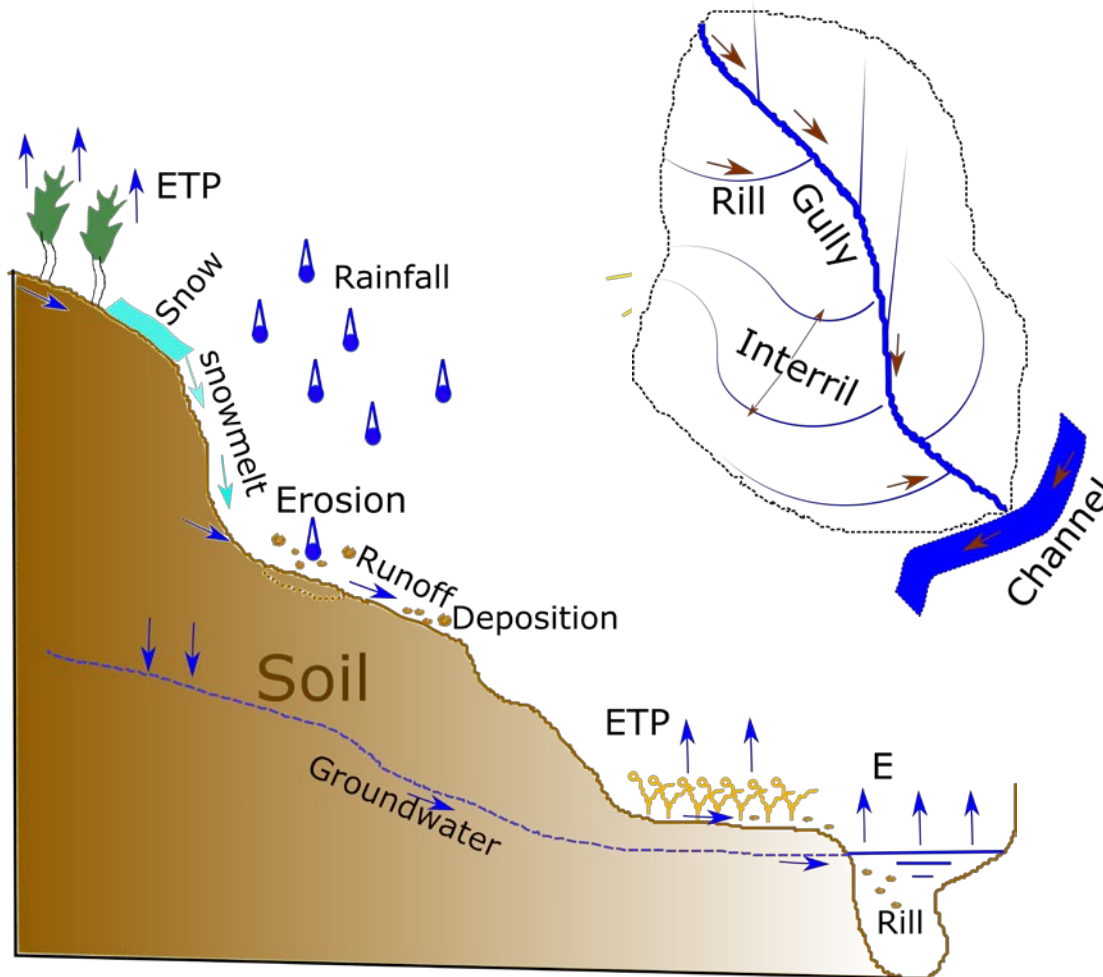 ETP
Snow
snowmelt
Rainfall
Erosion
Runoff
Deposition
Soil
Groundwater
ETP
E
Rill
Rill
Gully
Interril
Channel